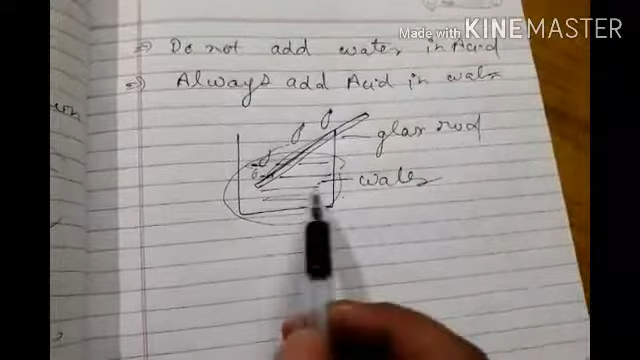 Made with KINEMASTER
⇒ Do not add water in Acid
⇒ Always add Acid in water
glass rod
water